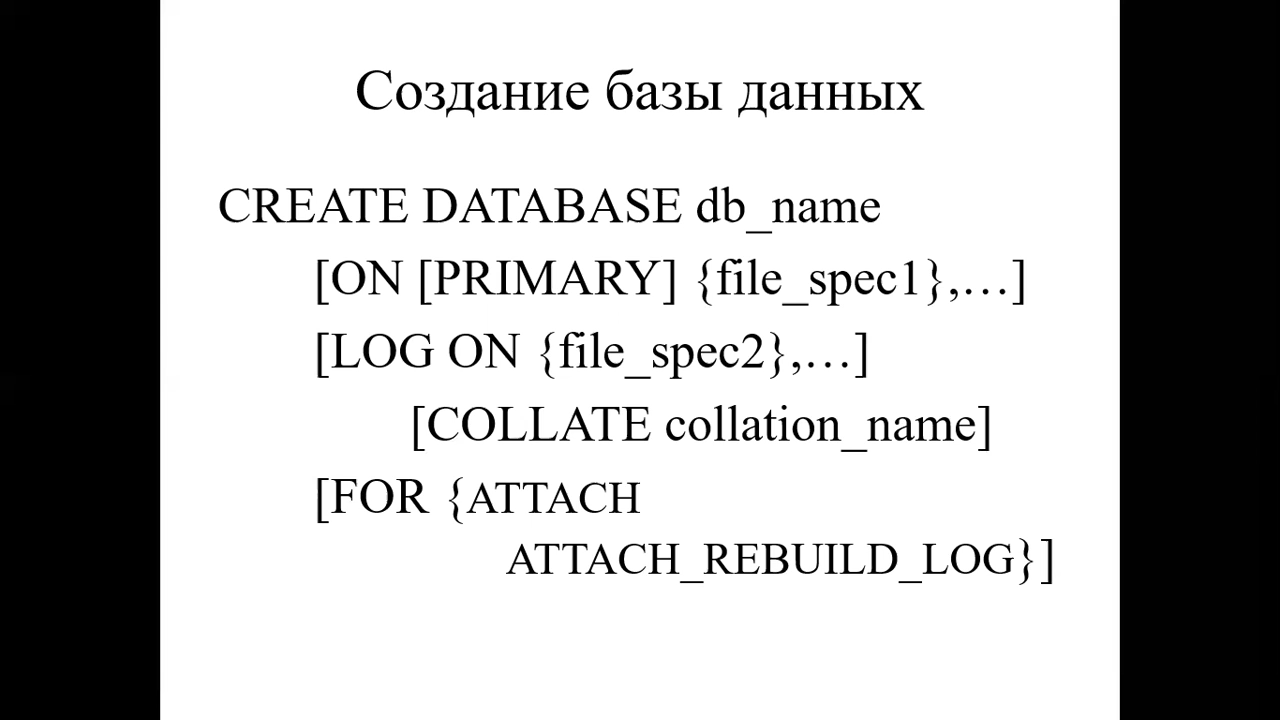 Создание базы данных
CREATE DATABASE db_name
[ON [PRIMARY] {file_spec1},…]
[LOG ON {file_spec2},…]
[COLLATE collation_name]
[FOR {ATTACH
ATTACH_REBUILD_LOG}]